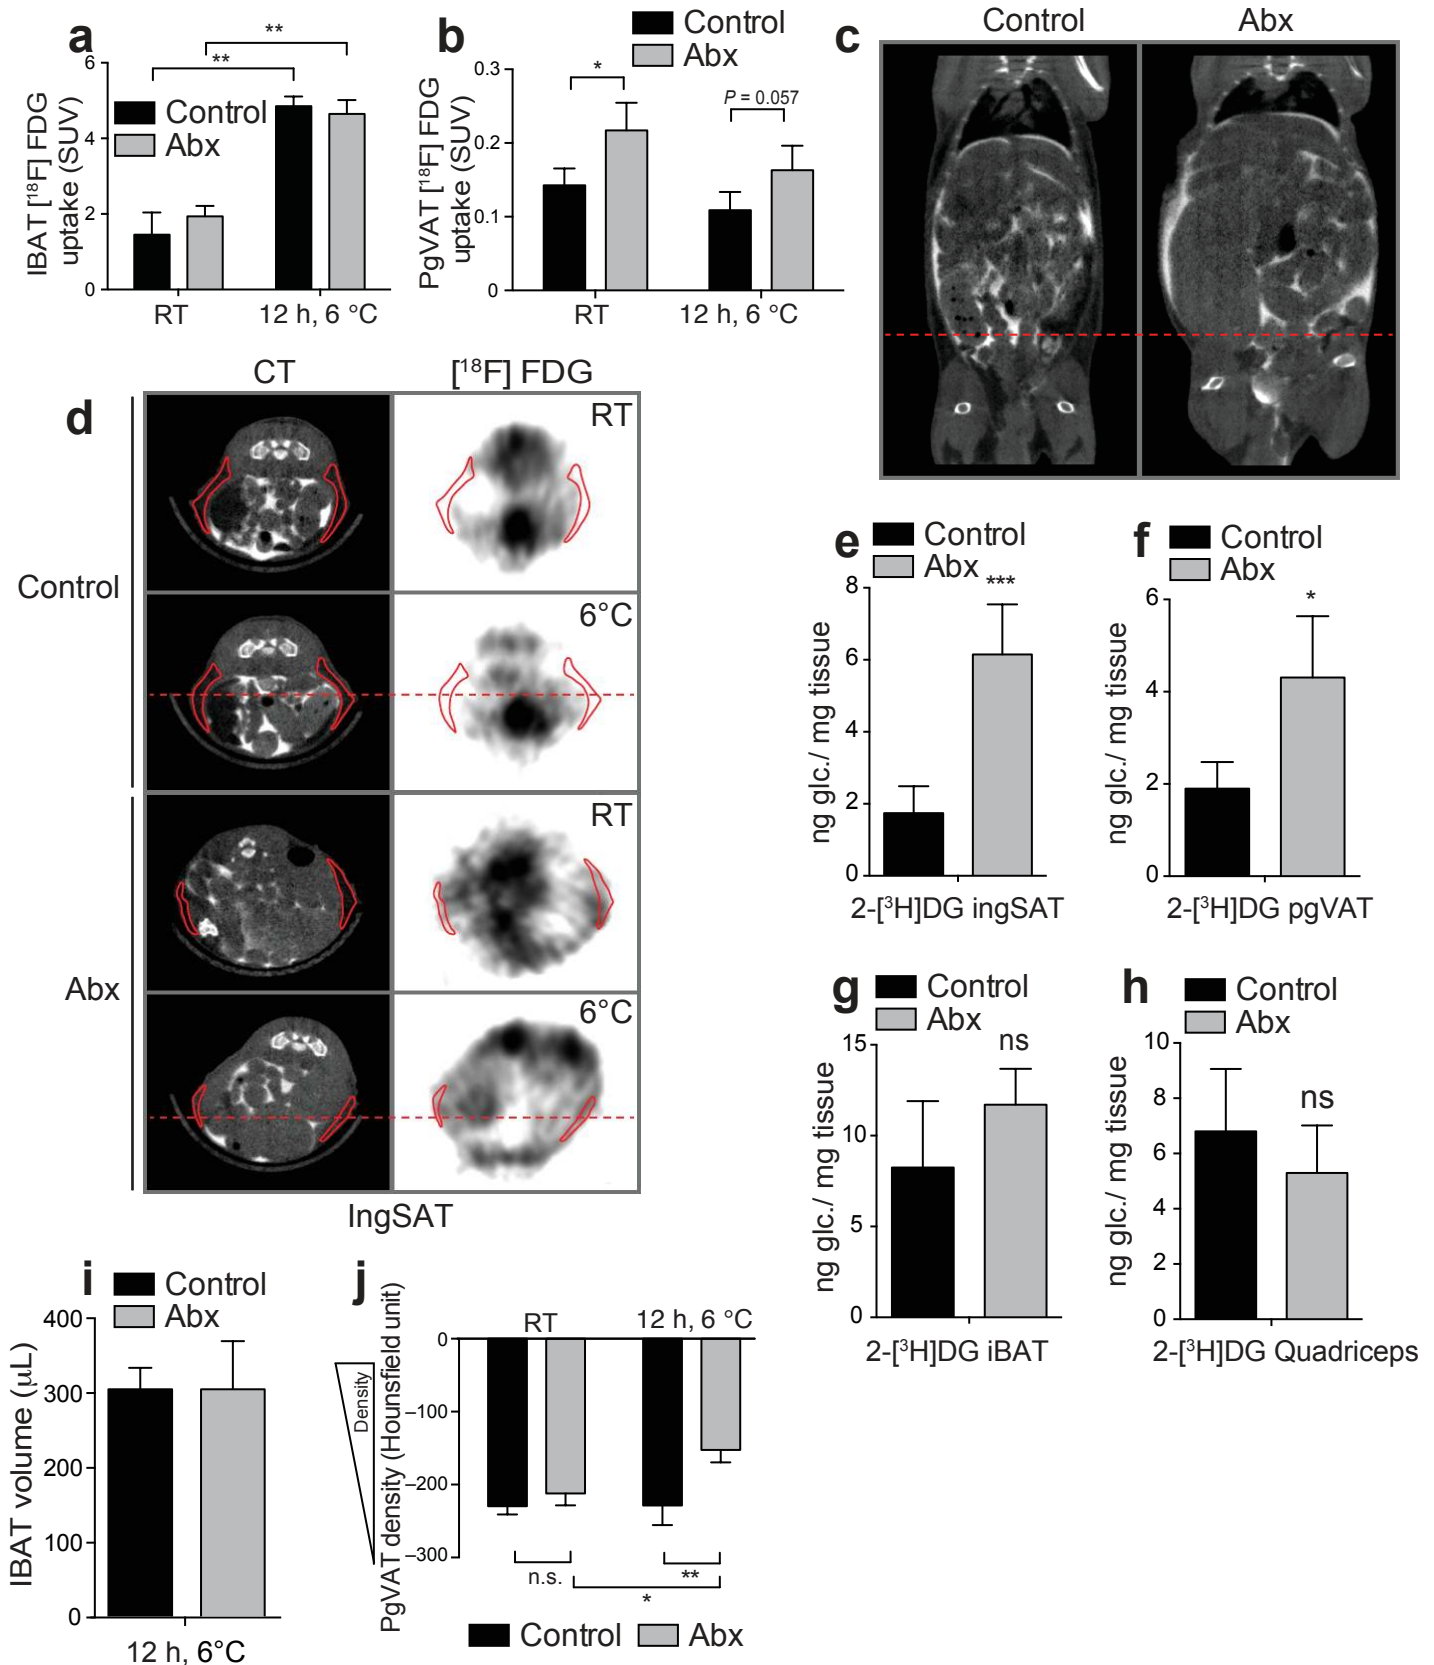 a
**
**
6
4
2
0
IBAT [18F] FDG
uptake (SUV)
Control
Abx
RT
12 h, 6 °C
b
Control
Abx
0.3
0.2
0.1
0
PgVAT [18F] FDG
uptake (SUV)
*
P = 0.057
RT
12 h, 6 °C
c
Control
Abx
d
CT
[18F] FDG
Control
RT
6°C
Abx
RT
6°C
IngSAT
e
Control
Abx
***
8
6
4
2
0
ng glc./ mg tissue
2-[3H]DG ingSAT
f
Control
Abx
*
6
4
2
0
ng glc./ mg tissue
2-[3H]DG pgVAT
g
Control
Abx
ns
15
10
5
0
ng glc./ mg tissue
2-[3H]DG iBAT
h
Control
Abx
ns
10
8
6
4
2
0
ng glc./ mg tissue
2-[3H]DG Quadriceps
i
Control
Abx
400
300
200
100
0
IBAT volume (µL)
12 h, 6°C
j
RT
12 h, 6 °C
0
–100
–200
–300
Density
PgVAT density (Hounsfield unit)
n.s.
**
*
Control
Abx